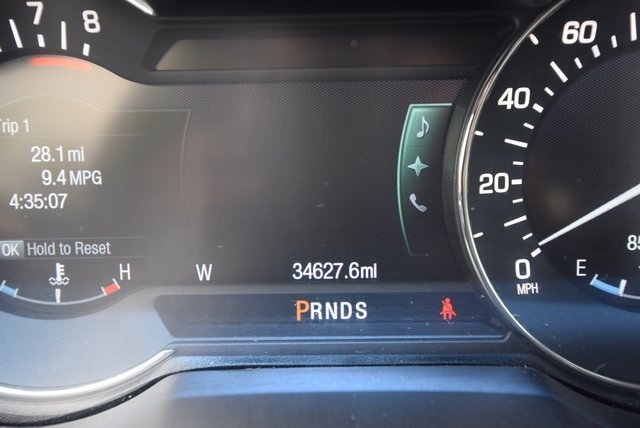 7
8
60
Trip 1
40
28.1 mi
9.4 MPG
20
4:35:07
OK Hold to Reset
H
W
34627.6mi
0
MPH
E
PRNDS